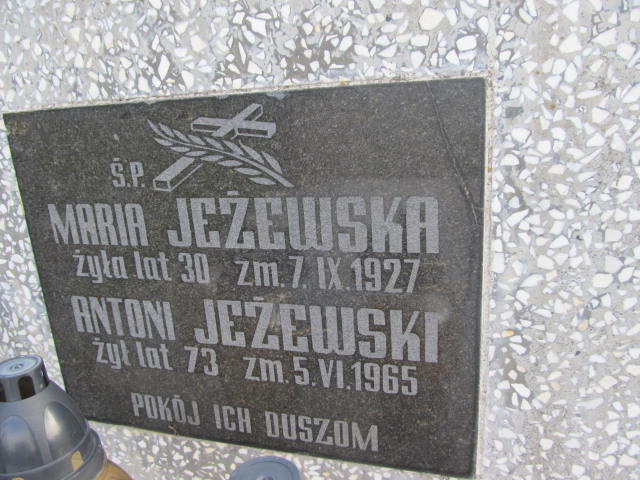 Ś.P.
MARIA JEŻEWSKA
żyła lat 30 zm. 7. IX. 1927
ANTONI JEŻEWSKI
żył lat 73 zm. 5. VI. 1965
POKÓJ ICH DUSZOM